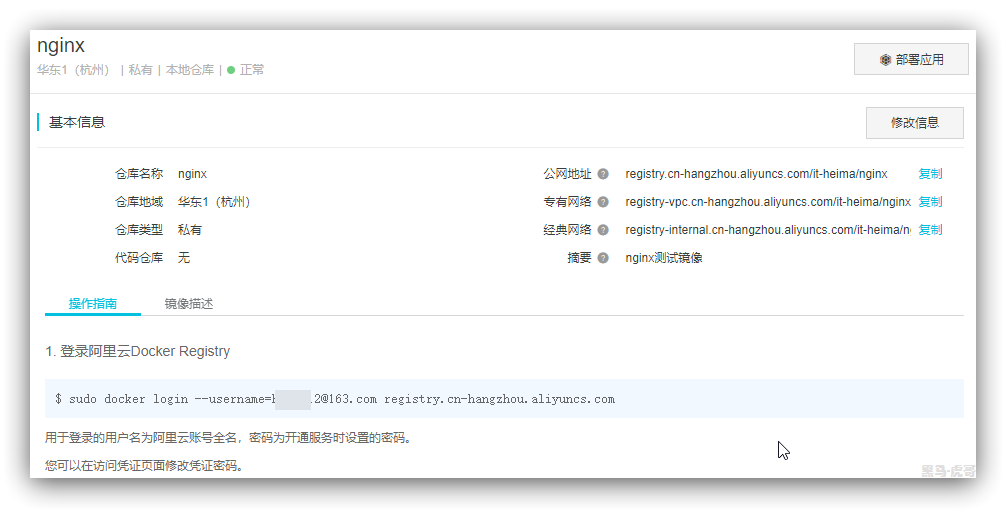 nginx
华东1（杭州） | 私有 | 本地仓库 | 正常
部署应用
基本信息
修改信息
仓库名称 nginx
公网地址 registry.cn-hangzhou.aliyuncs.com/it-heima/nginx 复制
仓库地域 华东1（杭州）
专有网络 registry-vpc.cn-hangzhou.aliyuncs.com/it-heima/nginx 复制
仓库类型 私有
经典网络 registry-internal.cn-hangzhou.aliyuncs.com/it-heima/n 复制
代码仓库 无
摘要 nginx测试镜像
操作指南 镜像描述
1. 登录阿里云Docker Registry
$ sudo docker login --username= 2@163.com registry.cn-hangzhou.aliyuncs.com
用于登录的用户名为阿里云账号全名，密码为开通服务时设置的密码。
您可以在访问凭证页面修改凭证密码。
黑马-虎哥